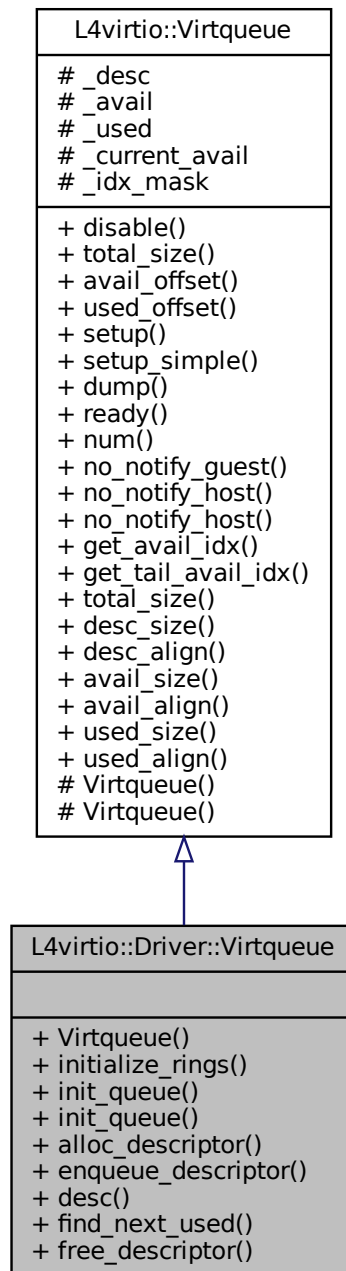 L4virtio::Virtqueue
# _desc
# _avail
# _used
# _current_avail
# _idx_mask
+ disable()
+ total_size()
+ avail_offset()
+ used_offset()
+ setup()
+ setup_simple()
+ dump()
+ ready()
+ num()
+ no_notify_guest()
+ no_notify_host()
+ no_notify_host()
+ get_avail_idx()
+ get_tail_avail_idx()
+ total_size()
+ desc_size()
+ desc_align()
+ avail_size()
+ avail_align()
+ used_size()
+ used_align()
# Virtqueue()
# Virtqueue()
L4virtio::Driver::Virtqueue
+ Virtqueue()
+ initialize_rings()
+ init_queue()
+ init_queue()
+ alloc_descriptor()
+ enqueue_descriptor()
+ desc()
+ find_next_used()
+ free_descriptor()